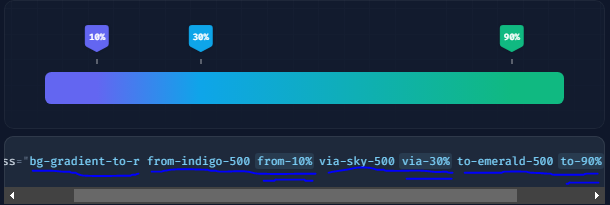 10% 30% 90%
ss="bg-gradient-to-r from-indigo-500 from-10% via-sky-500 via-30% to-emerald-500 to-90%